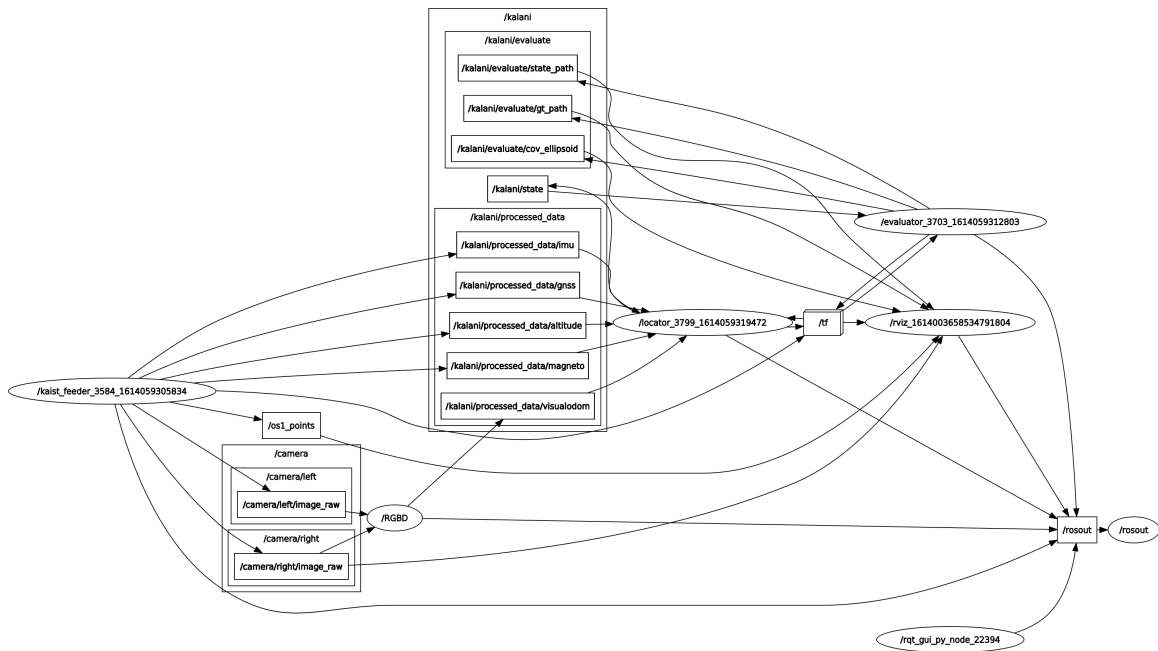 /kalani
/kalani/evaluate
/kalani/evaluate/state_path
/kalani/evaluate/gt_path
/kalani/evaluate/cov_ellipsoid
/kalani/state
/kalani/processed_data
/kalani/processed_data/imu
/kalani/processed_data/gnss
/kalani/processed_data/altitude
/kalani/processed_data/magneto
/kalani/processed_data/visualodom
/evaluator_3703_1614059312803
/locator_3799_1614059319472
/tf
/rviz_1614003658534791804
/kaist_feeder_3584_1614059305834
/os1_points
/camera
/camera/left
/camera/left/image_raw
/camera/right
/camera/right/image_raw
/RGBD
/rosout
/rosout
/rqt_gui_py_node_22394